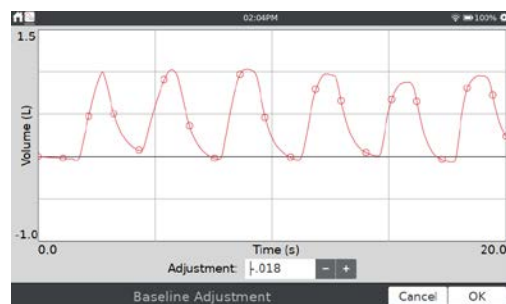 02:04PM 100%
1.5
Volume (L)
-1.0
0.0 Time (s) 20.0
Adjustment: -.018 - +
Baseline Adjustment Cancel OK